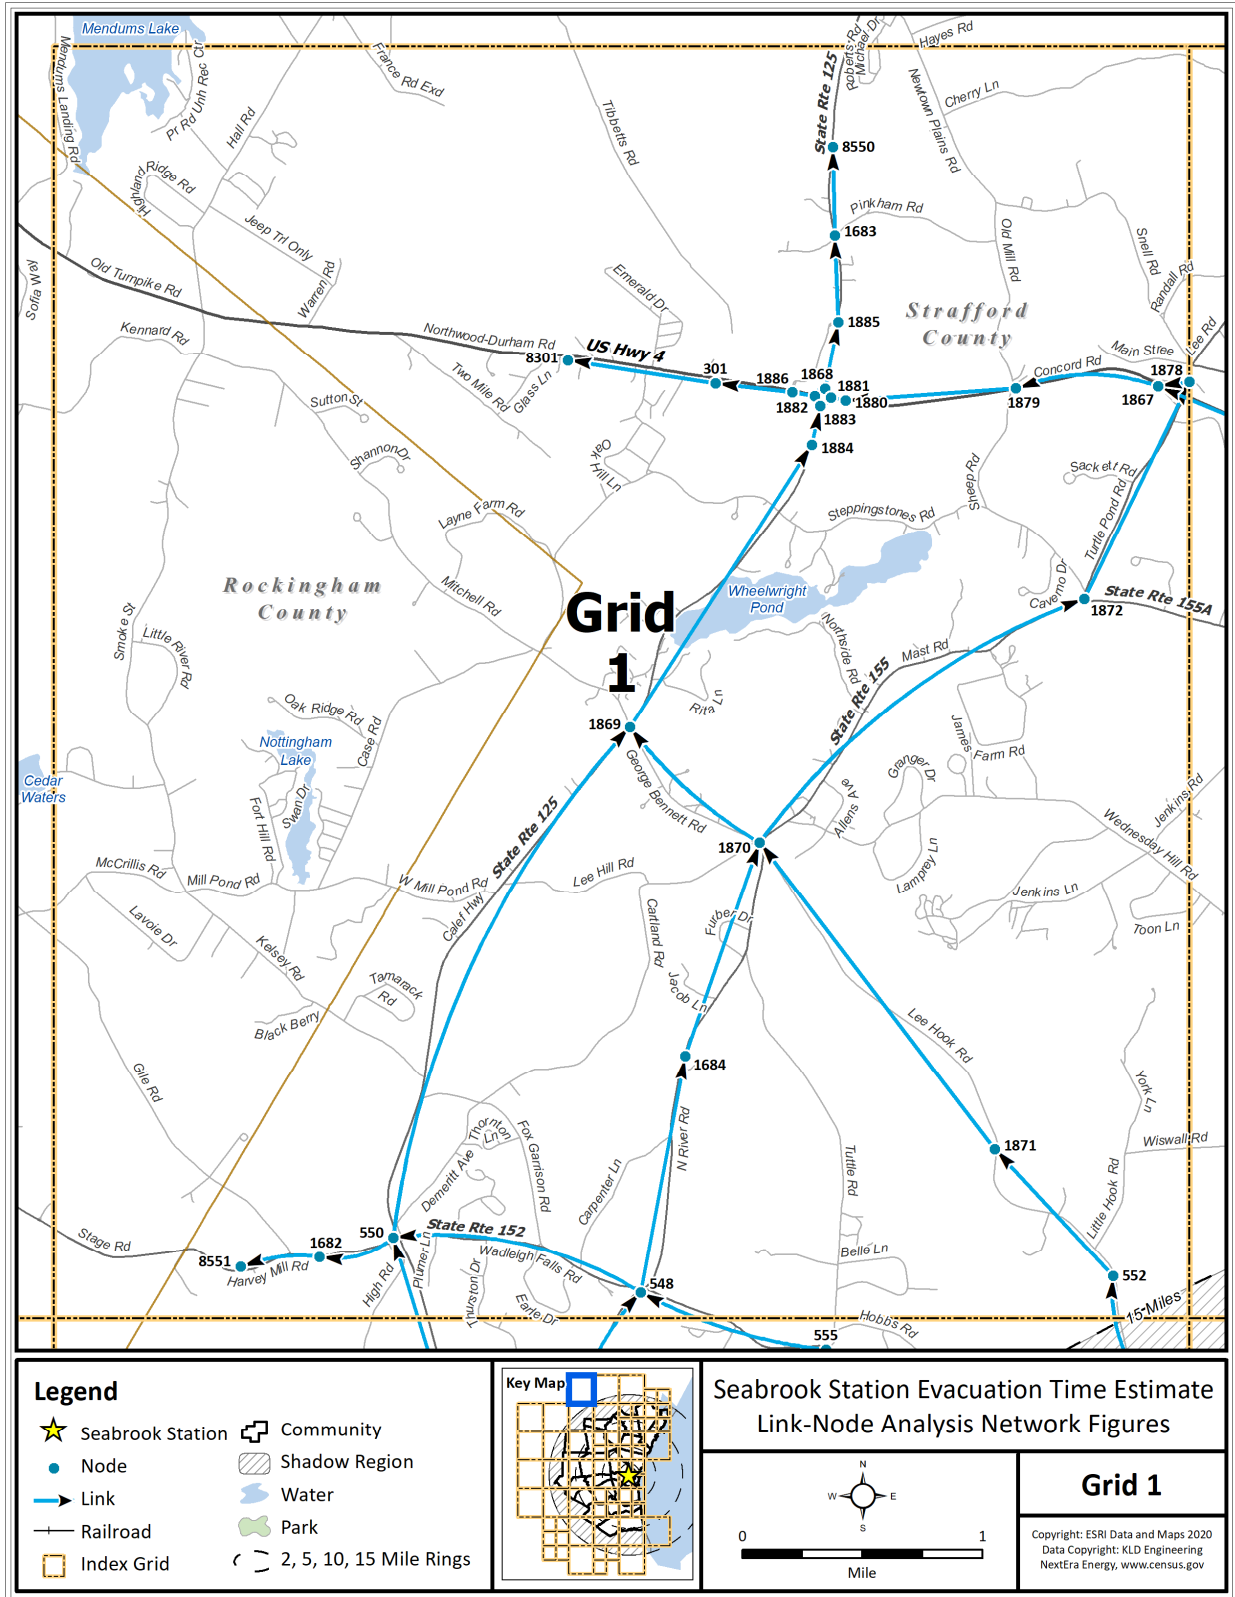 Mendums Lake
Hayes Rd
Roberts Rd
Michael Dr
State Rte 125
Mendums Landing Rd
Pr Rd Unh Rec Ctr
France Rd Exd
Hall Rd
Tibbetts Rd
Newtown Plains Rd
Cherry Ln
8550
Highland
Ridge Rd
Pinkham Rd
1683
Jeep Trl Only
Old Mill Rd
Snell Rd
Randall Rd
Sofia Way
Old Turnpike Rd
Warren Rd
Emerald Dr
Strafford
County
1885
Kennard Rd
Northwood-Durham Rd
8301
US Hwy 4
301
1886
1868
1881
1880
1882
1883
1884
Concord Rd
Main Stree
Lee Rd
1878
1867
1879
Two Mile Rd
Glass Ln
Sutton St
Shannon Dr
Oak
Hill Ln
Layne Farm Rd
Steppingstones Rd
Sheep Rd
Sackett Rd
Turtle Pond Rd
Rockingham
County
Mitchell Rd
Grid
1
Wheelwright
Pond
Cavemo Dr
1872
State Rte 155A
Smoke St
Little River Rd
Northside Rd
Mast Rd
State Rte 155
Rita Ln
Oak Ridge Rd
Case Rd
1869
Nottingham
Lake
Cedar
Waters
Swan Dr
Fort Hill Rd
George Bennett Rd
James
Farm Rd
Granger Dr
Allens
Ave
Jenkins Rd
Wednesday Hill Rd
State Rte 125
1870
McCrillis Rd
Mill Pond Rd
W Mill Pond Rd
Lee Hill Rd
Lamprey Ln
Jenkins Ln
Calef Hwy
Lavoie Dr
Cartland Rd
Furber Dr
Toon Ln
Kelsey Rd
Tamarack
Rd
Jacob Ln
Black Berry
Lee Hook Rd
1684
Gile Rd
York Ln
Thornton
Ln
Fox Garrison Rd
N River Rd
1871
Wiswall Rd
Demeritt Ave
Carpenter Ln
Tuttle Rd
Little Hook Rd
Stage Rd
550
1682
8551
State Rte 152
Harvey Mill Rd
Wadleigh Falls Rd
Belle Ln
High Rd
Plumer Ln
Thurston Dr
548
552
Earle Dr
15 Miles
555
Hobbs Rd
Legend
Seabrook Station
Node
Link
Railroad
Index Grid
Community
Shadow Region
Water
Park
2, 5, 10, 15 Mile Rings
Key Map
Seabrook Station Evacuation Time Estimate
Link-Node Analysis Network Figures
N
W E
S
0 1
Mile
Grid 1
Copyright: ESRI Data and Maps 2020
Data Copyright: KLD Engineering
NextEra Energy, www.census.gov